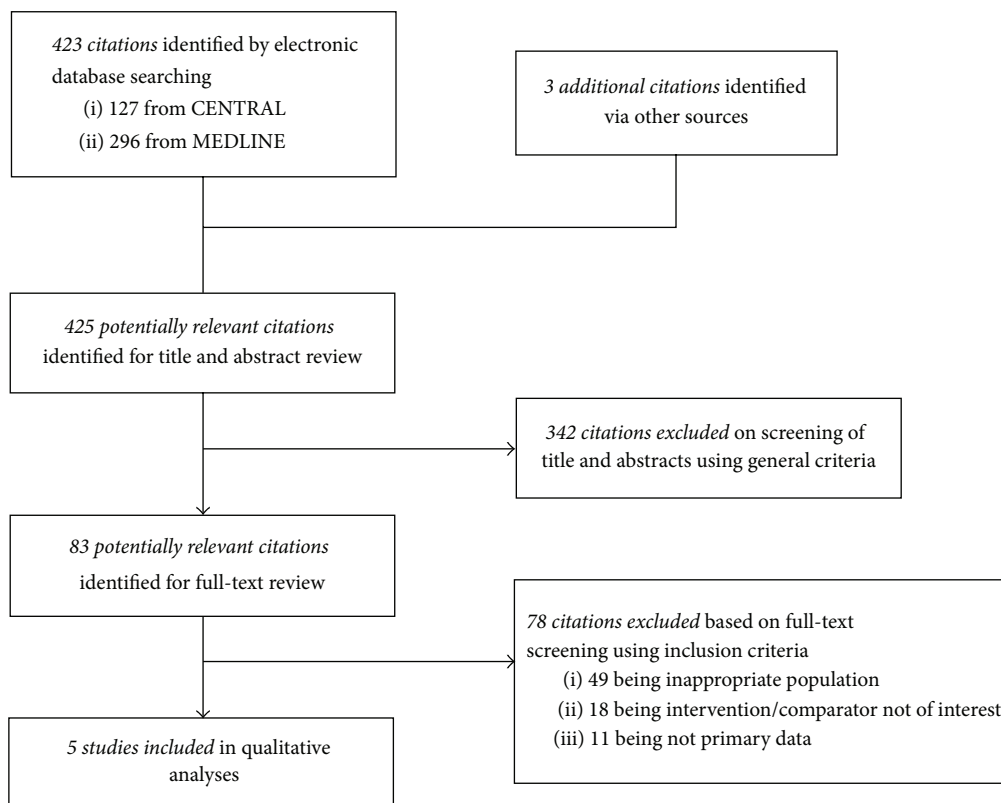 423 citations identified by electronic
database searching
(i) 127 from CENTRAL
(ii) 296 from MEDLINE
3 additional citations identified
via other sources
425 potentially relevant citations
identified for title and abstract review
342 citations excluded on screening of
title and abstracts using general criteria
83 potentially relevant citations
identified for full-text review
78 citations excluded based on full-text
screening using inclusion criteria
(i) 49 being inappropriate population
(ii) 18 being intervention/comparator not of interest
(iii) 11 being not primary data
5 studies included in qualitative
analyses